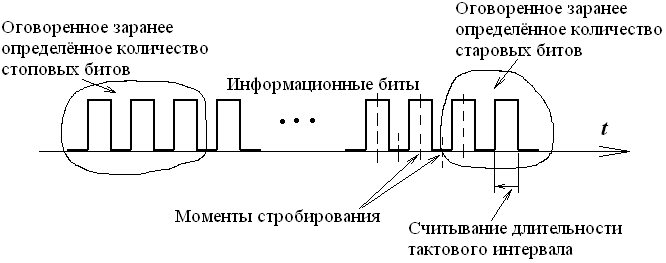 Оговоренное заранее
определённое количество
стоповых битов
Информационные биты
Оговоренное заранее
определённое количество
старовых битов
t
Моменты стробирования
Считывание длительности
тактового интервала